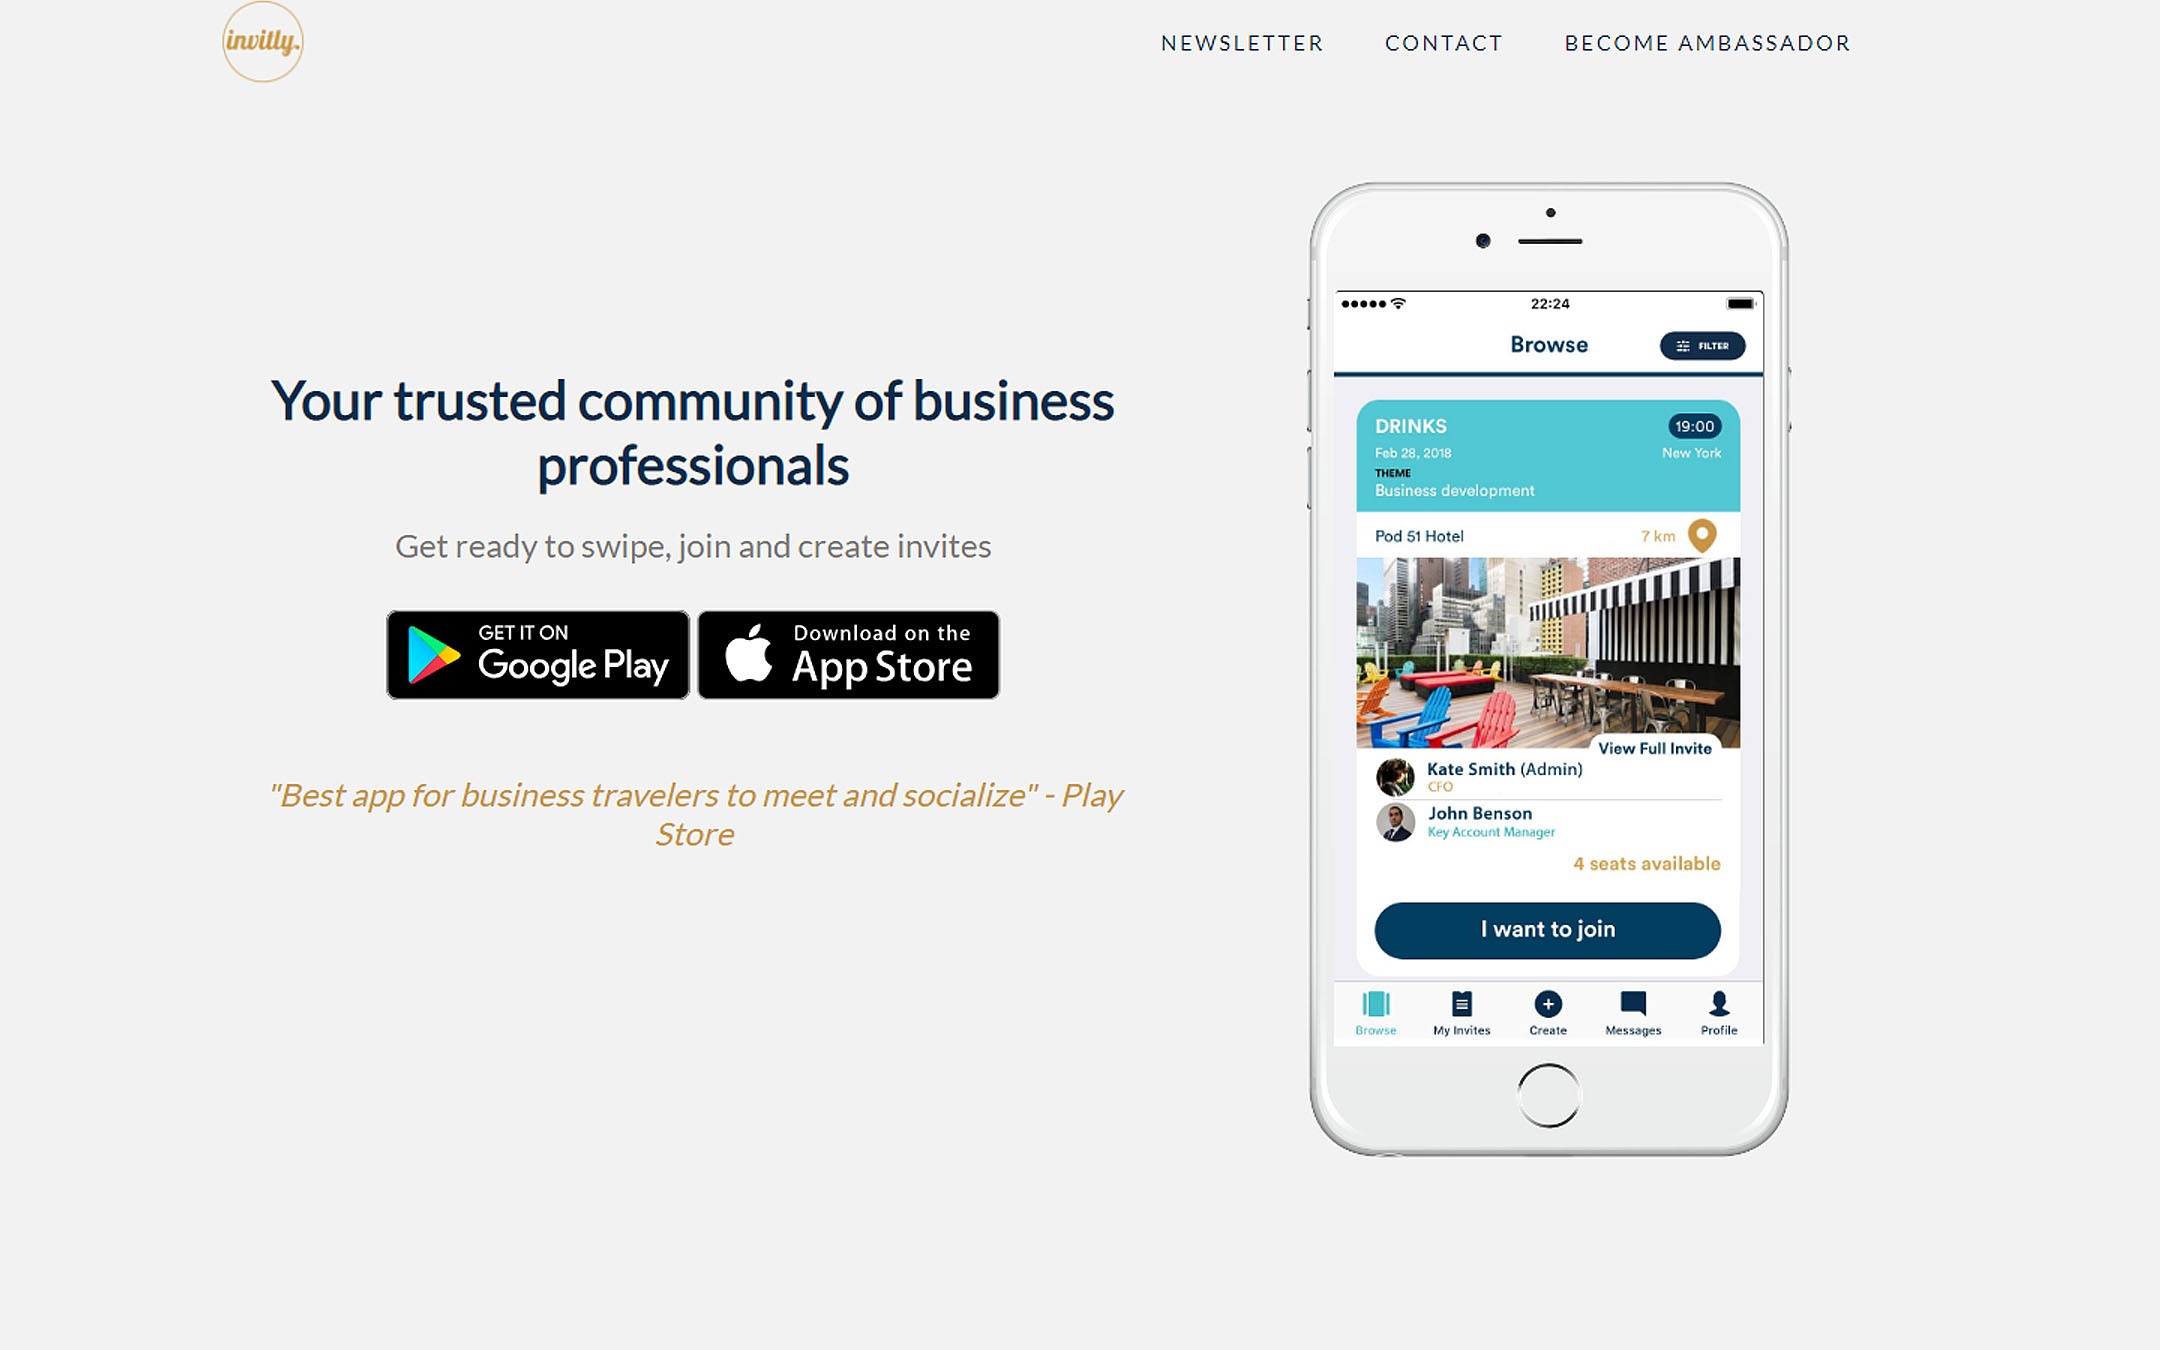 invitly.
NEWSLETTER CONTACT BECOME AMBASSADOR
Your trusted community of business
professionals
Get ready to swipe, join and create invites
GET IT ON
Google Play
Download on the
App Store
"Best app for business travelers to meet and socialize" - Play
Store
22:24
Browse
FILTER
DRINKS 19:00
Feb 28, 2018 New York
THEME
Business development
Pod 51 Hotel 7 km
View Full Invite
Kate Smith (Admin)
CFO
John Benson
Key Account Manager
4 seats available
I want to join
Browse My Invites Create Messages Profile